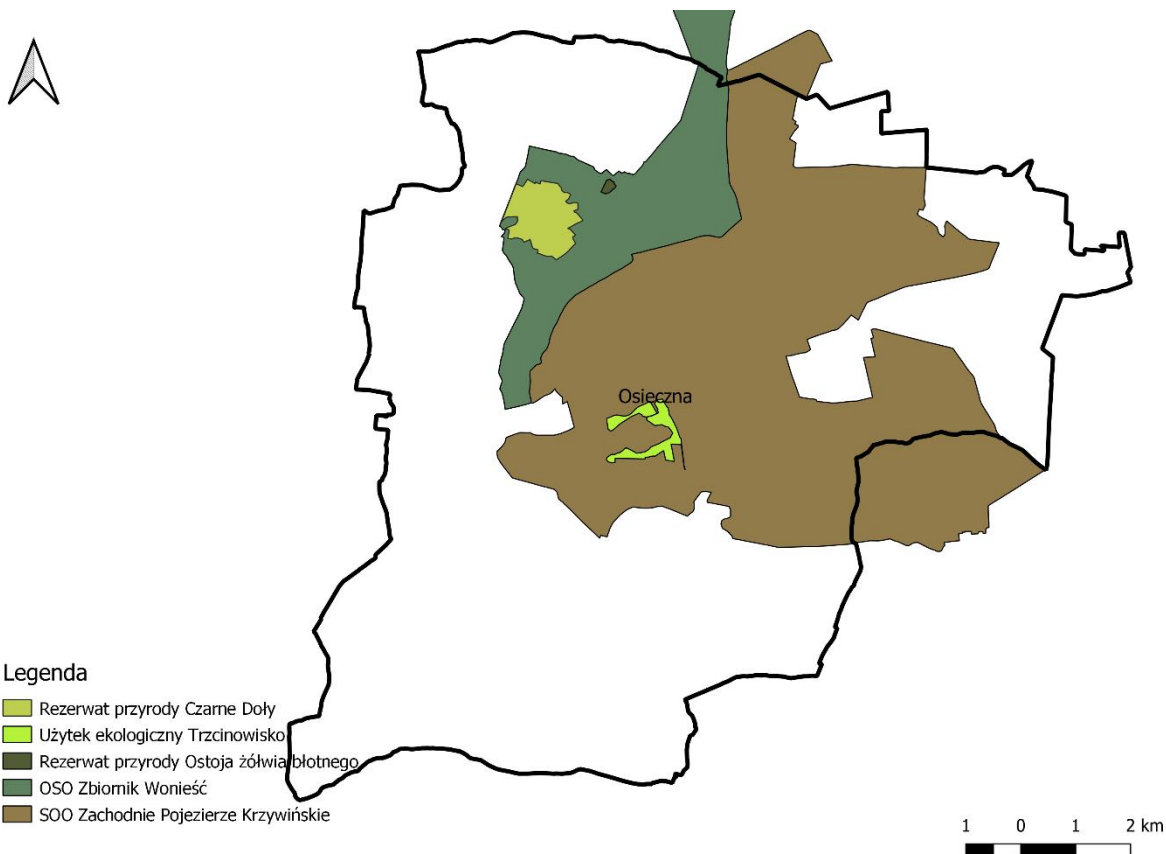 Osieczna
Legenda
Rezerwat przyrody Czarne Doły
Użytek ekologiczny Trzcinowisko
Rezerwat przyrody Ostoja żółwia błotnego
OSO Zbiornik Wonieść
SOO Zachodnie Pojezierze Krzywińskie
1 0 1 2 km